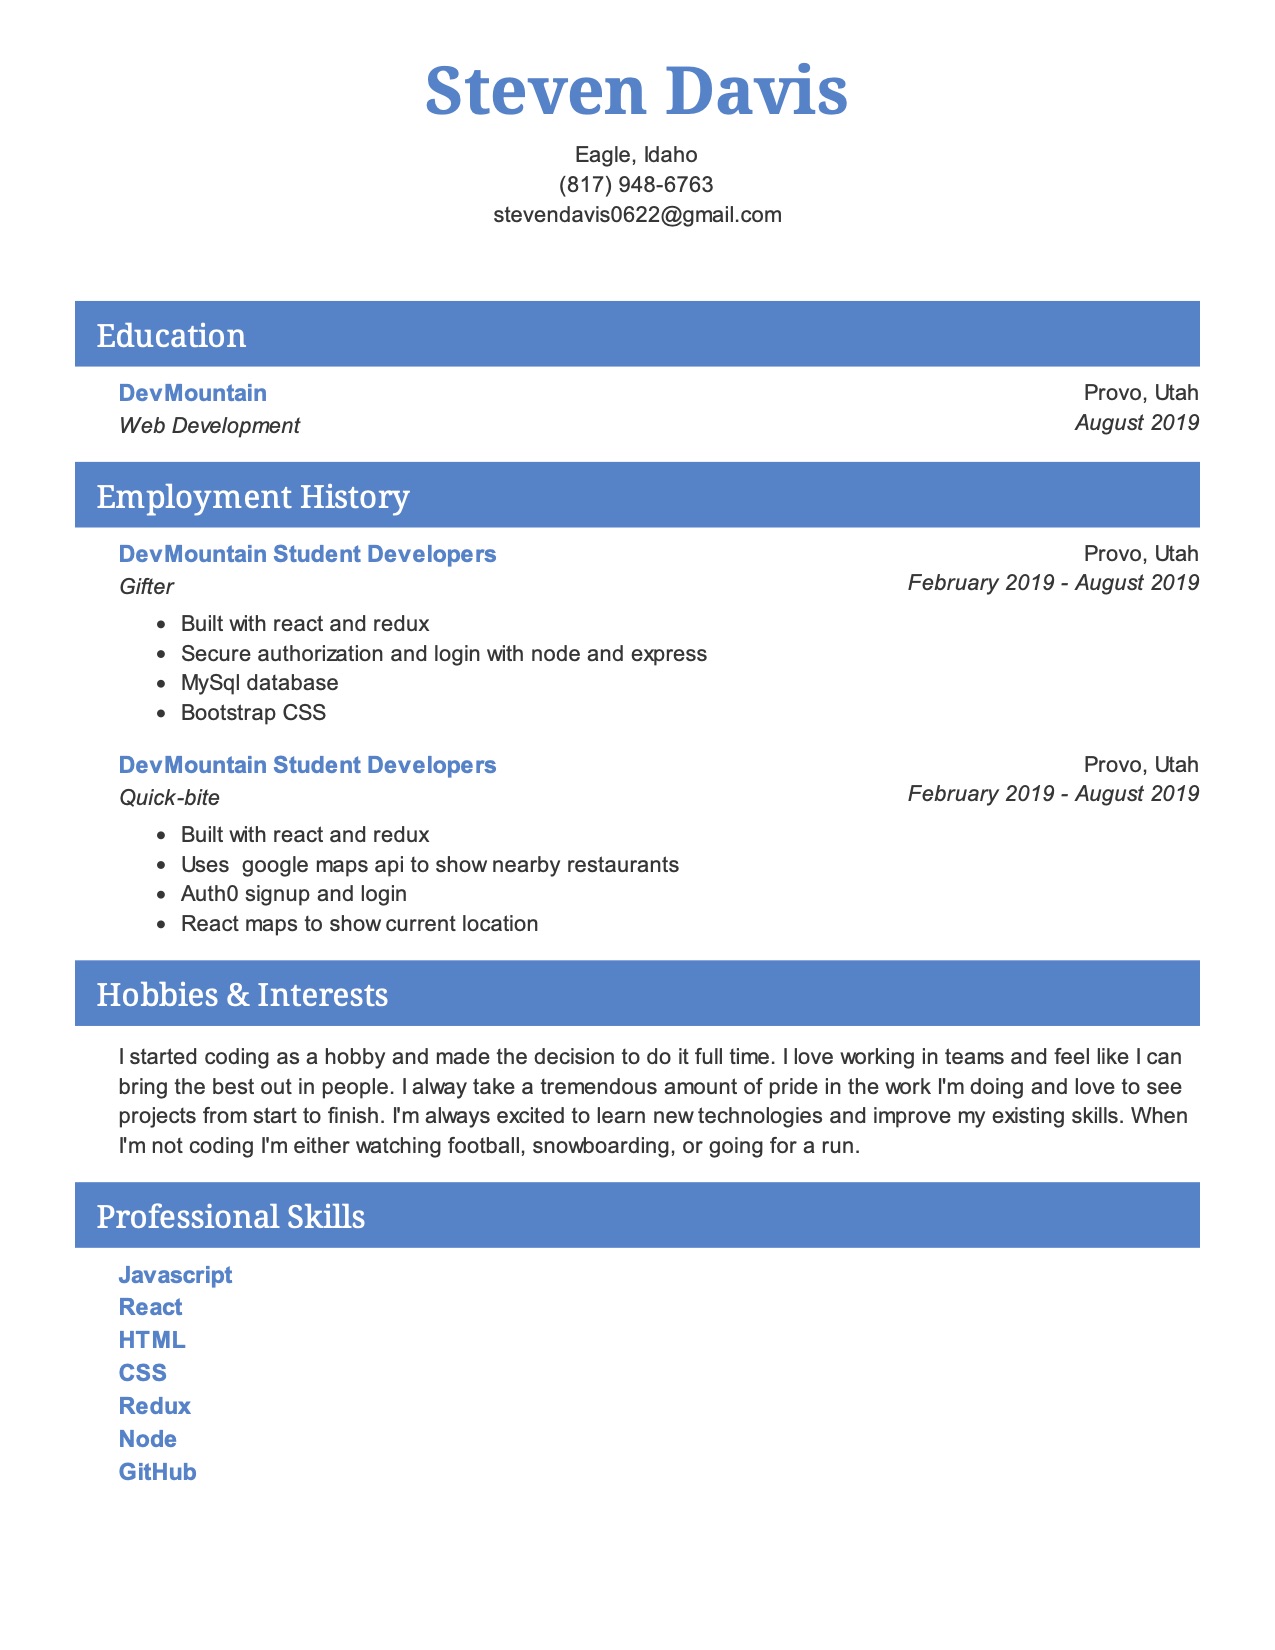 Steven Davis
Eagle, Idaho
(817) 948-6763
stevendavis0622@gmail.com
Education
DevMountain
Provo, Utah
Web Development
August 2019
Employment History
DevMountain Student Developers
Provo, Utah
Gifter
February 2019 - August 2019
• Built with react and redux
• Secure authorization and login with node and express
• MySql database
• Bootstrap CSS
DevMountain Student Developers
Provo, Utah
Quick-bite
February 2019 - August 2019
• Built with react and redux
• Uses  google maps api to show nearby restaurants
• Auth0 signup and login
• React maps to show current location
Hobbies & Interests
I started coding as a hobby and made the decision to do it full time. I love working in teams and feel like I can
bring the best out in people. I alway take a tremendous amount of pride in the work I'm doing and love to see
projects from start to finish. I'm always excited to learn new technologies and improve my existing skills. When
I'm not coding I'm either watching football, snowboarding, or going for a run.
Professional Skills
Javascript
React
HTML
CSS
Redux
Node
GitHub